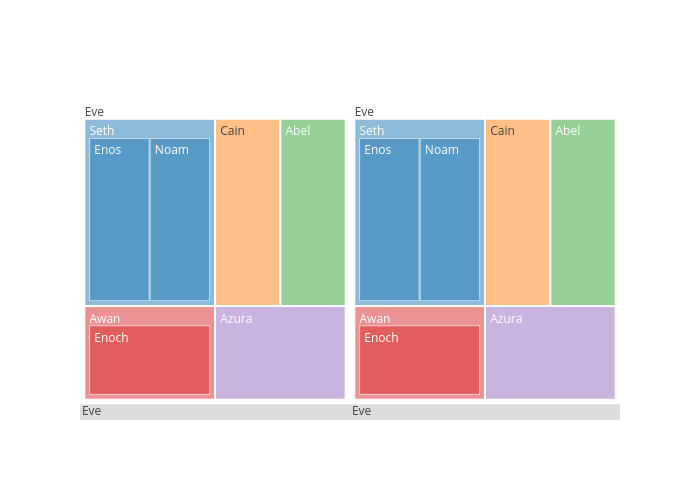 Eve
Seth
Enos
Noam
Cain
Abel
Awan
Enoch
Azura
Eve
Eve
Seth
Enos
Noam
Cain
Abel
Awan
Enoch
Azura
Eve